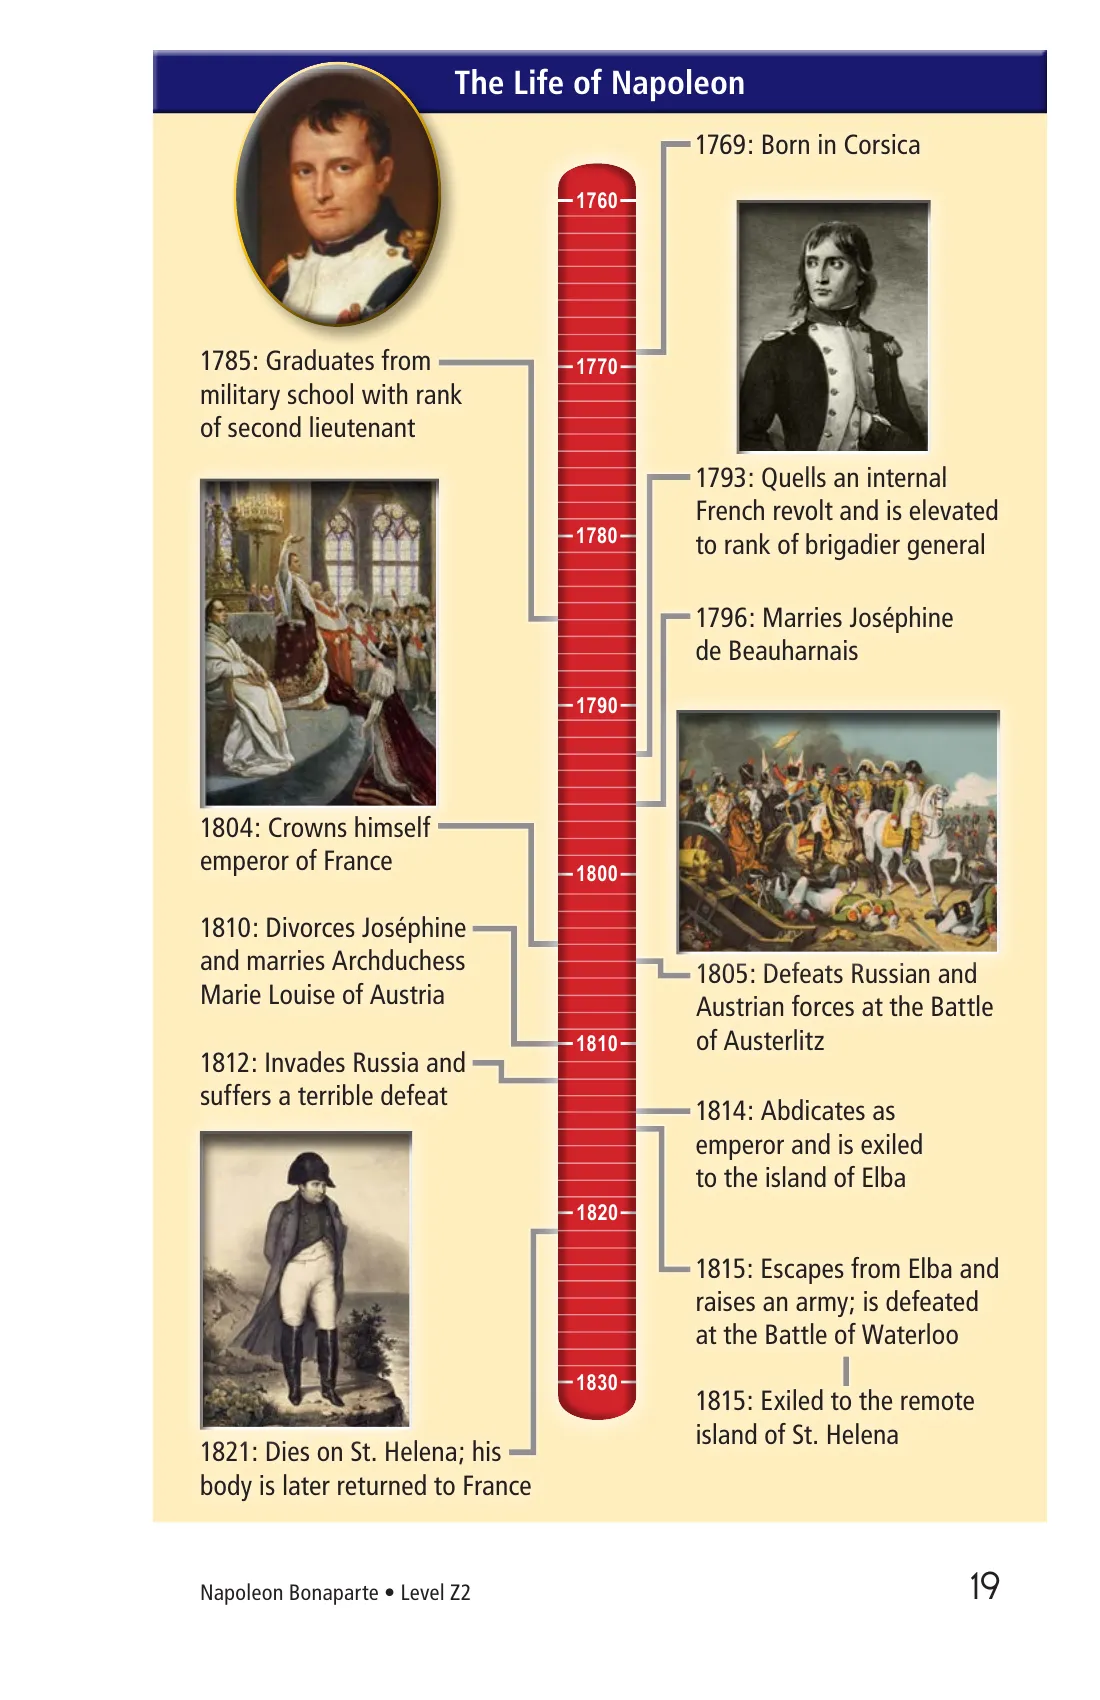 The Life of Napoleon
1769: Born in Corsica
1760
1770
1780
1790
1800
1810
1820
1830
1785: Graduates from
military school with rank
of second lieutenant
1793: Quells an internal
French revolt and is elevated
to rank of brigadier general
1796: Marries Joséphine
de Beauharnais
1804: Crowns himself
emperor of France
1805: Defeats Russian and
Austrian forces at the Battle
of Austerlitz
1810: Divorces Joséphine
and marries Archduchess
Marie Louise of Austria
1812: Invades Russia and
suffers a terrible defeat
1814: Abdicates as
emperor and is exiled
to the island of Elba
1815: Escapes from Elba and
raises an army; is defeated
at the Battle of Waterloo
1815: Exiled to the remote
island of St. Helena
1821: Dies on St. Helena; his
body is later returned to France
Napoleon Bonaparte • Level Z2
19